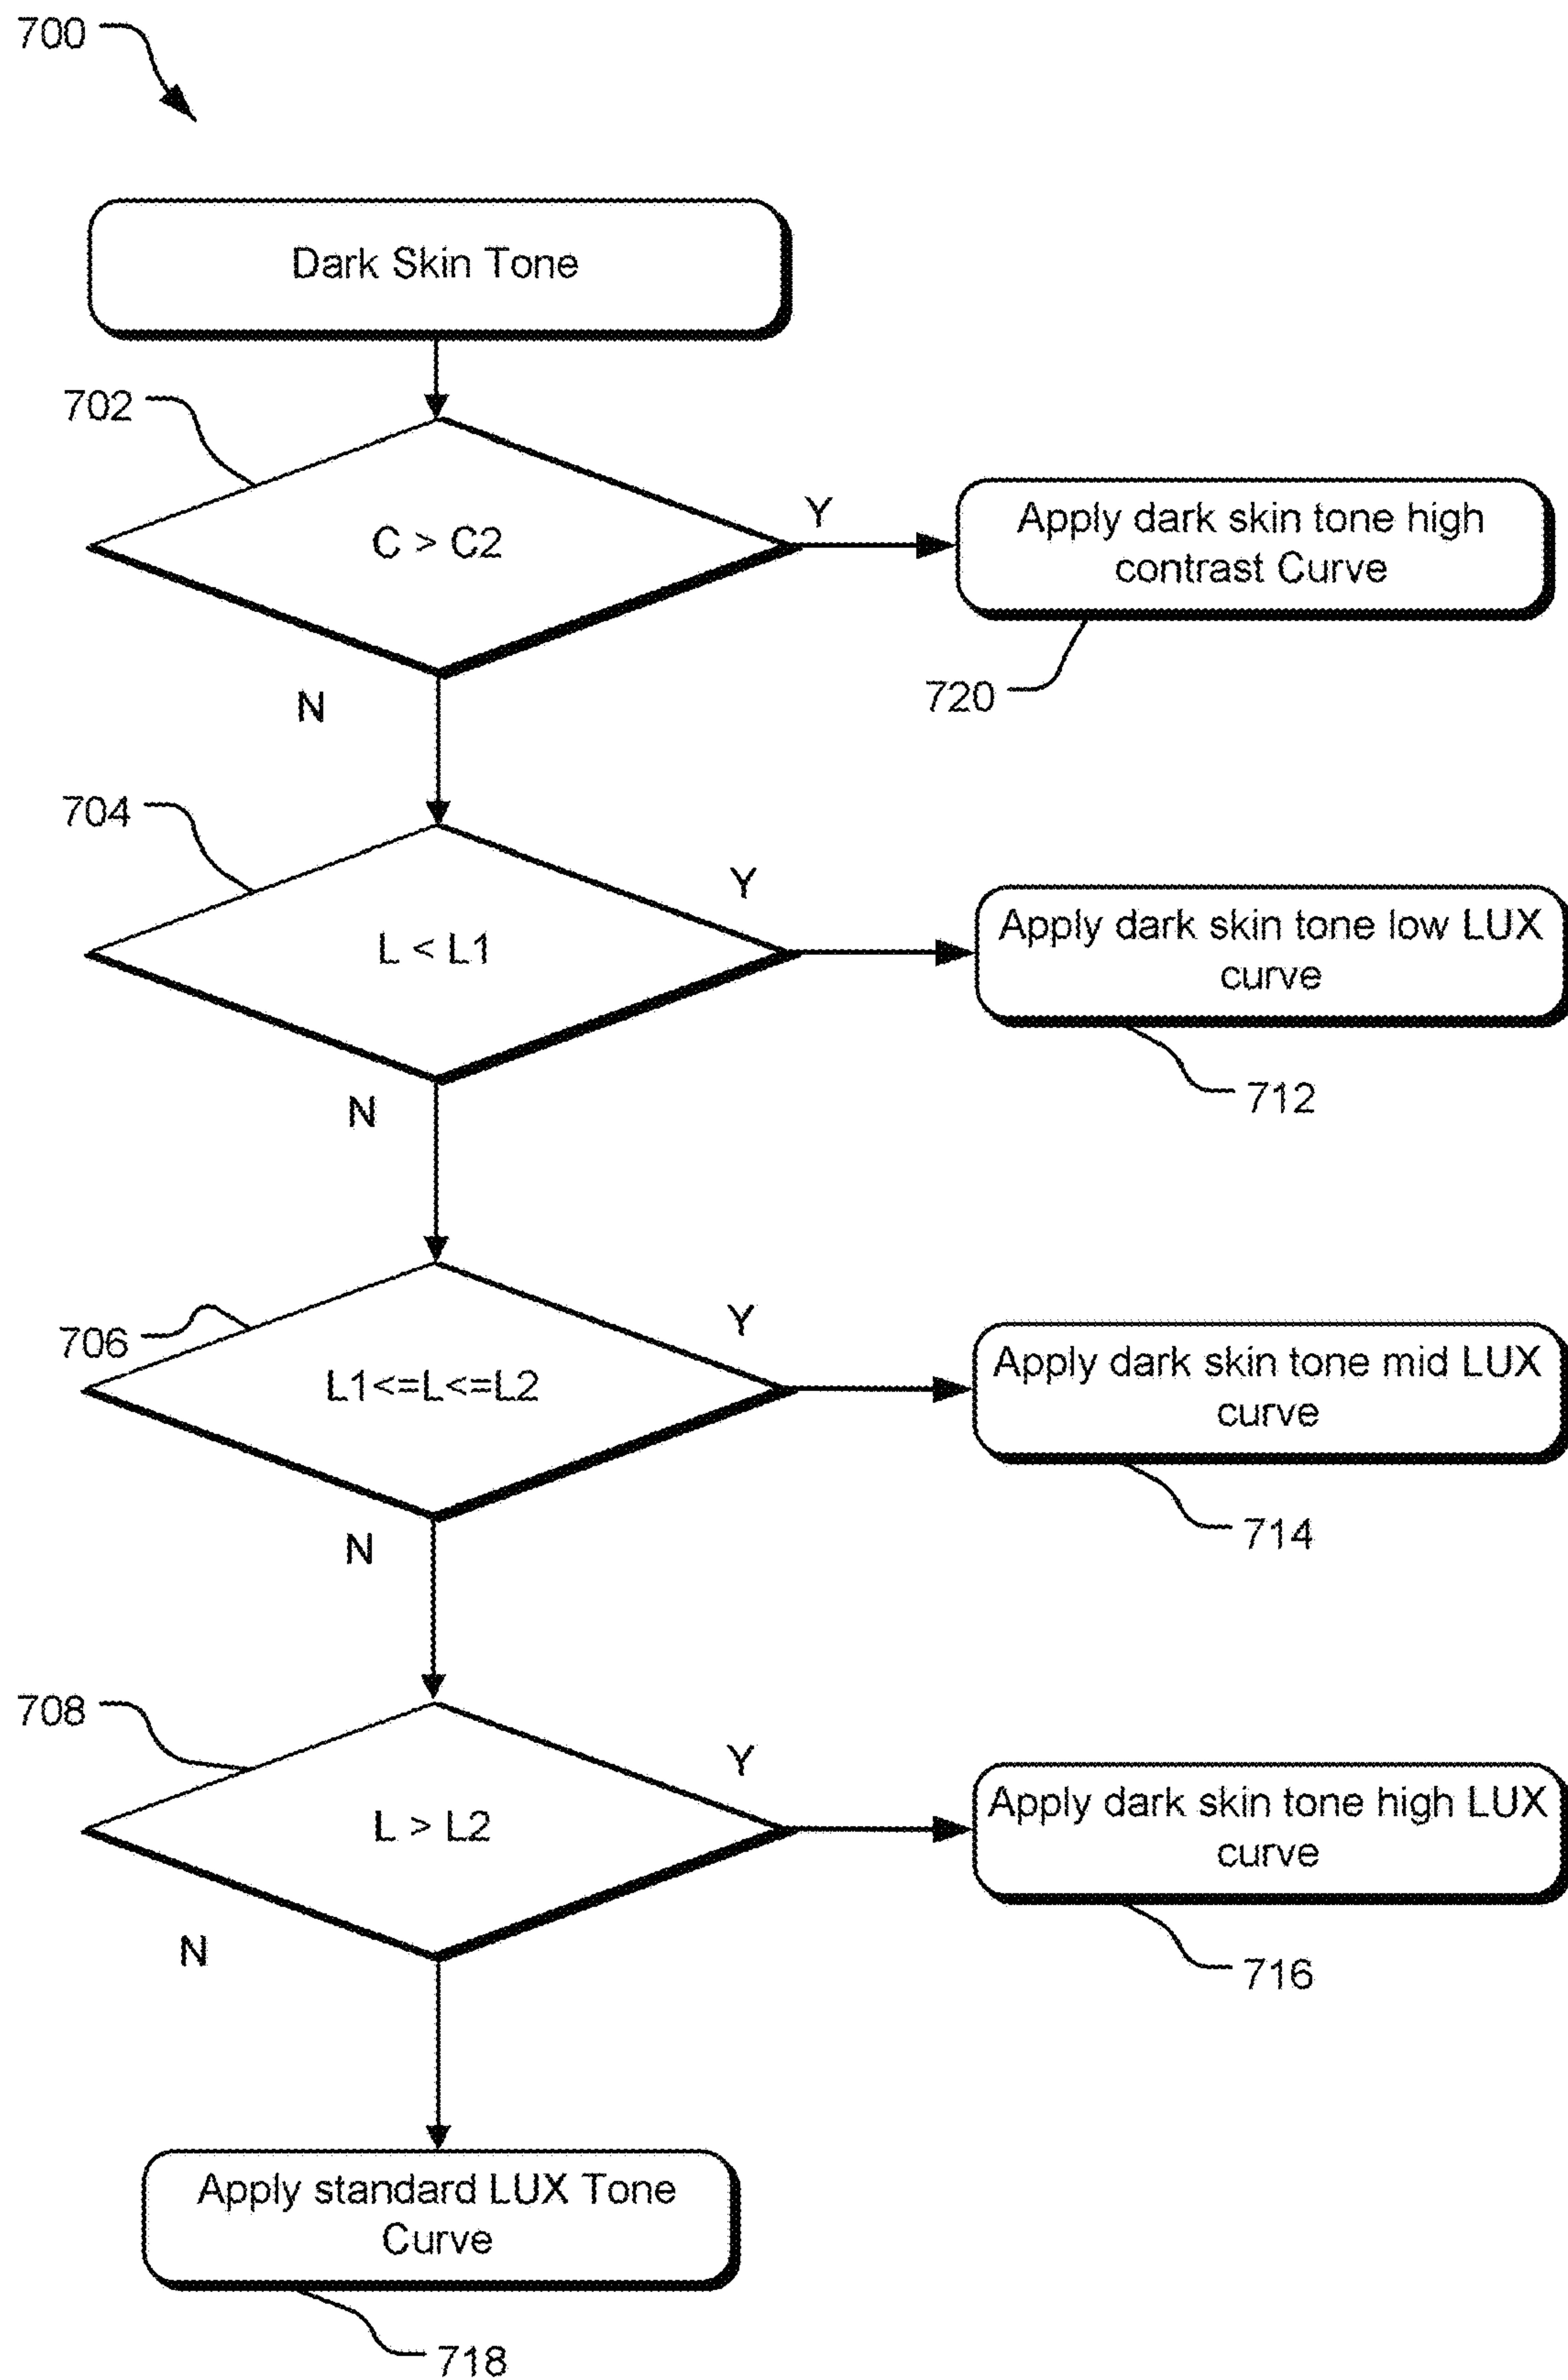 700
Dark Skin Tone
702
C > C2
Y
Apply dark skin tone high
contrast Curve
720
N
704
L < L1
Y
Apply dark skin tone low LUX
curve
712
N
706
L1<=L<=L2
Y
Apply dark skin tone mid LUX
curve
714
N
708
L > L2
Y
Apply dark skin tone high LUX
curve
716
N
Apply standard LUX Tone
Curve
718